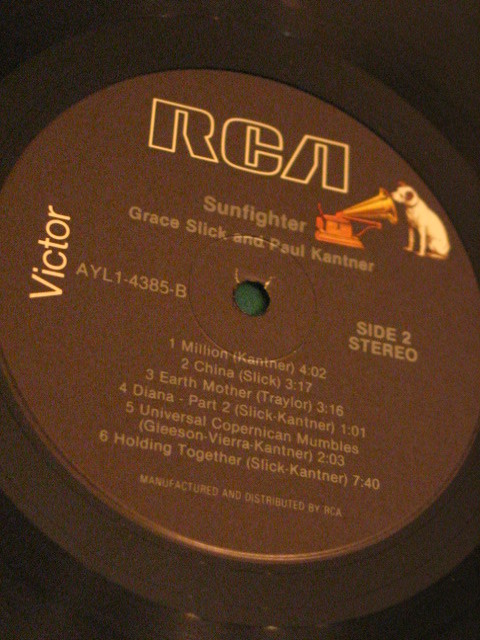 RCA
Sunfighter
Grace Slick and Paul Kantner
Victor
AYL1-4385-B
SIDE 2
STEREO
1 Million (Kantner) 4:02
2 China (Slick) 3:17
3 Earth Mother (Traylor) 3:16
4 Diana - Part 2 (Slick-Kantner) 1:01
5 Universal Copernican Mumbles
(Gleeson-Vierra-Kantner) 2:03
6 Holding Together (Slick-Kantner) 7:40
MANUFACTURED AND DISTRIBUTED BY RCA